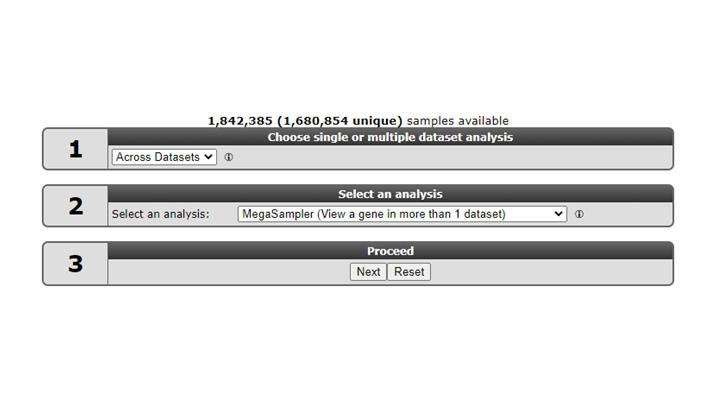 1,842,385 (1,680,854 unique) samples available
1
Choose single or multiple dataset analysis
Across Datasets
2
Select an analysis
Select an analysis: MegaSampler (View a gene in more than 1 dataset)
3
Proceed
Next Reset